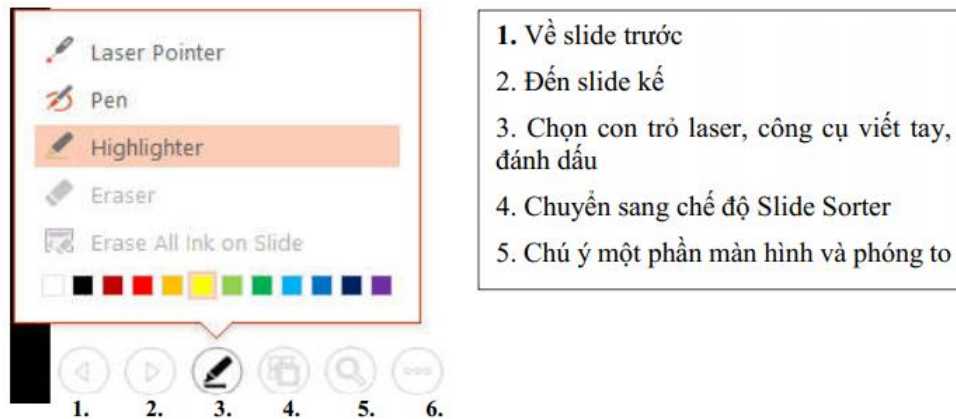 Laser Pointer
Pen
Highlighter
Eraser
Erase All Ink on Slide
1. 2. 3. 4. 5. 6.
1. Về slide trước
2. Đến slide kế
3. Chọn con trỏ laser, công cụ viết tay,
đánh dấu
4. Chuyển sang chế độ Slide Sorter
5. Chú ý một phần màn hình và phóng to